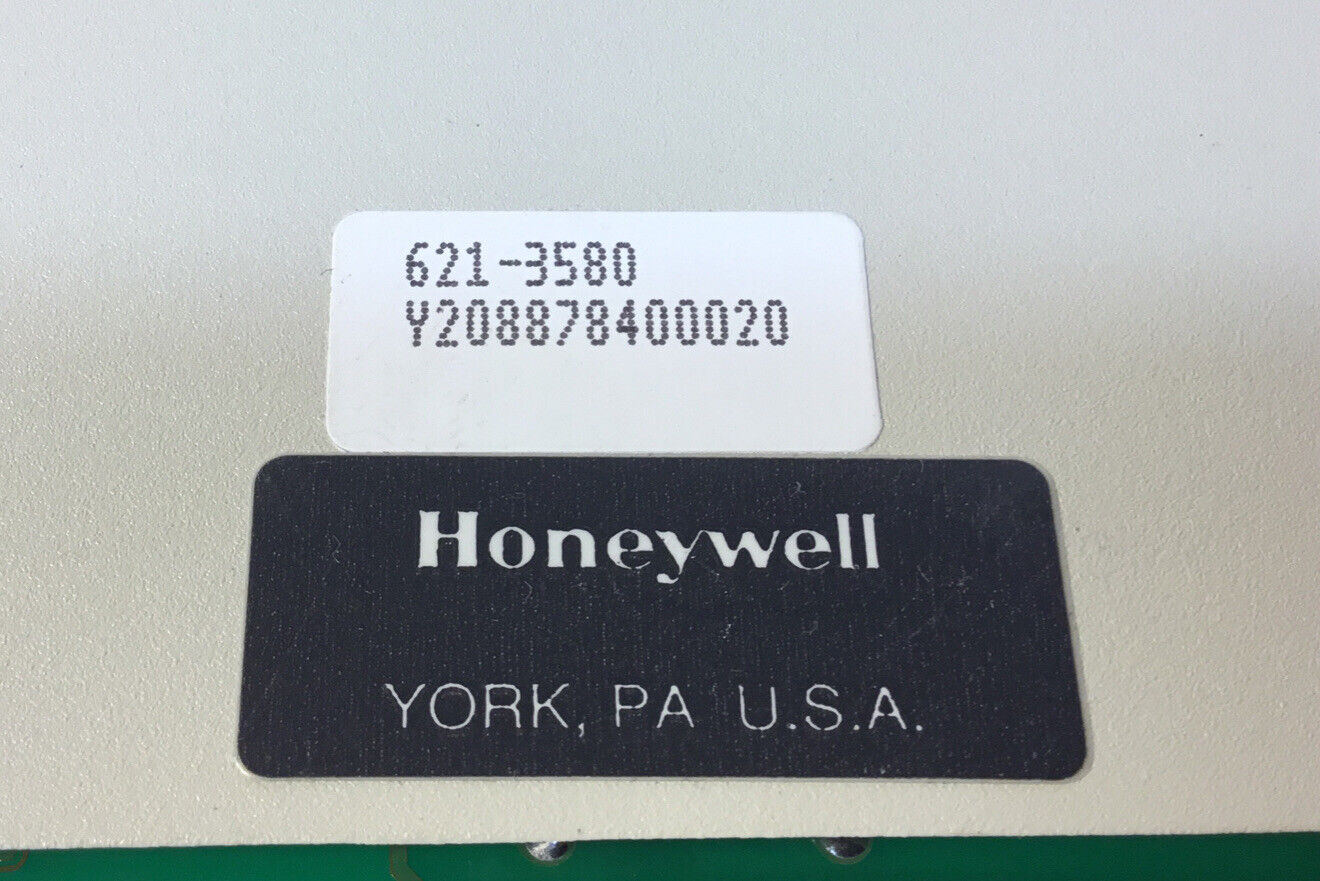 621-3580
Y208878400020
Honeywell
YORK, PA U.S.A.